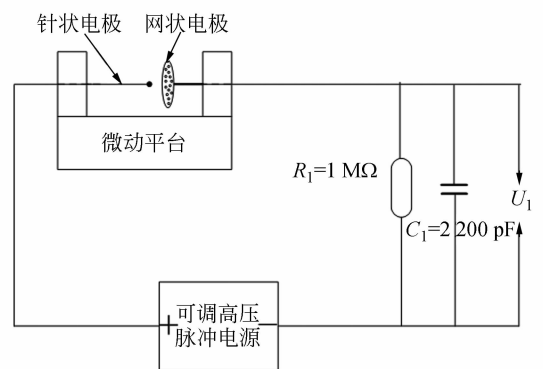 针状电极 网状电极
微动平台
R₁=1 MΩ
U₁
C₁=2 200 pF
可调高压
+ 脉冲电源 −